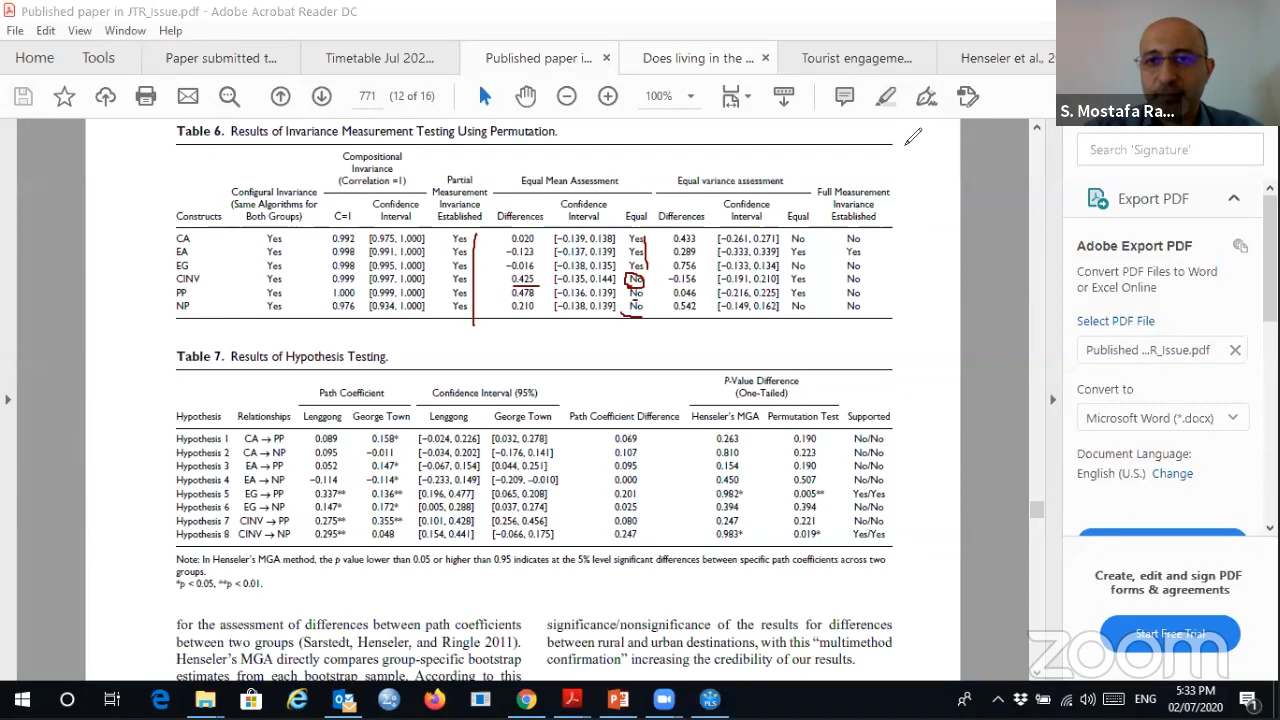 Published paper in JTR_Issue.pdf - Adobe Acrobat Reader DC
File Edit View Window Help
Home Tools Paper submitted t... Timetable Jul 202... Published paper i... × Does living in the ... × Tourist engageme... Henseler et al., 20
771 (12 of 16) 100%
S. Mostafa Ra...
Table 6. Results of Invariance Measurement Testing Using Permutation.
Constructs Configural Invariance (Same Algorithms for Both Groups) Compositional Invariance (Correlation =1) C=1 Confidence Interval Partial Measurement Invariance Established Equal Mean Assessment Differences Confidence Interval Equal Equal variance assessment Differences Confidence Interval Equal Full Measurement Invariance Established
CA Yes 0.992 [0.975, 1.000] Yes 0.020 [−0.139, 0.138] Yes 0.433 [−0.261, 0.271] No No
EA Yes 0.998 [0.991, 1.000] Yes −0.123 [−0.137, 0.139] Yes 0.289 [−0.333, 0.339] Yes Yes
EG Yes 0.998 [0.995, 1.000] Yes −0.016 [−0.138, 0.135] Yes 0.756 [−0.133, 0.134] No No
CINV Yes 0.999 [0.997, 1.000] Yes 0.425 [−0.135, 0.144] No −0.156 [−0.191, 0.210] Yes No
PP Yes 1.000 [0.999, 1.000] Yes 0.478 [−0.136, 0.139] No 0.046 [−0.216, 0.225] Yes No
NP Yes 0.976 [0.934, 1.000] Yes 0.210 [−0.138, 0.139] No 0.542 [−0.149, 0.162] No No
Table 7. Results of Hypothesis Testing.
Path Coefficient Confidence Interval (95%) P-Value Difference (One-Tailed)
Hypothesis Relationships Lenggong George Town Lenggong George Town Path Coefficient Difference Henseler's MGA Permutation Test Supported
Hypothesis 1 CA → PP 0.089 0.158* [−0.024, 0.226] [0.032, 0.278] 0.069 0.263 0.190 No/No
Hypothesis 2 CA → NP 0.095 −0.011 [−0.034, 0.202] [−0.176, 0.141] 0.107 0.810 0.223 No/No
Hypothesis 3 EA → PP 0.052 0.147* [−0.067, 0.154] [0.044, 0.251] 0.095 0.154 0.190 No/No
Hypothesis 4 EA → NP −0.114 −0.114* [−0.233, 0.149] [−0.209, −0.010] 0.000 0.450 0.507 No/No
Hypothesis 5 EG → PP 0.337** 0.136** [0.196, 0.477] [0.065, 0.208] 0.201 0.982* 0.005** Yes/Yes
Hypothesis 6 EG → NP 0.147* 0.172* [0.005, 0.288] [0.037, 0.274] 0.025 0.394 0.394 No/No
Hypothesis 7 CINV → PP 0.275** 0.355** [0.101, 0.428] [0.256, 0.456] 0.080 0.247 0.221 No/No
Hypothesis 8 CINV → NP 0.295** 0.048 [0.154, 0.441] [−0.066, 0.175] 0.247 0.983* 0.019* Yes/Yes
Note: In Henseler's MGA method, the p value lower than 0.05 or higher than 0.95 indicates at the 5% level significant differences between specific path coefficients across two
groups.
*p < 0.05, **p < 0.01.
for the assessment of differences between path coefficients
between two groups (Sarstedt, Henseler, and Ringle 2011).
Henseler's MGA directly compares group-specific bootstrap
estimates from each bootstrap sample. According to this
significance/nonsignificance of the results for differences
between rural and urban destinations, with this “multimethod
confirmation” increasing the credibility of our results.
Search 'Signature'
Export PDF
Adobe Export PDF
Convert PDF Files to Word
or Excel Online
Select PDF File
Published ...R_Issue.pdf ×
Convert to
Microsoft Word (*.docx)
Document Language:
English (U.S.) Change
Create, edit and sign PDF
forms & agreements
Start Free Trial
zoom
ENG
5:33 PM
02/07/2020
1